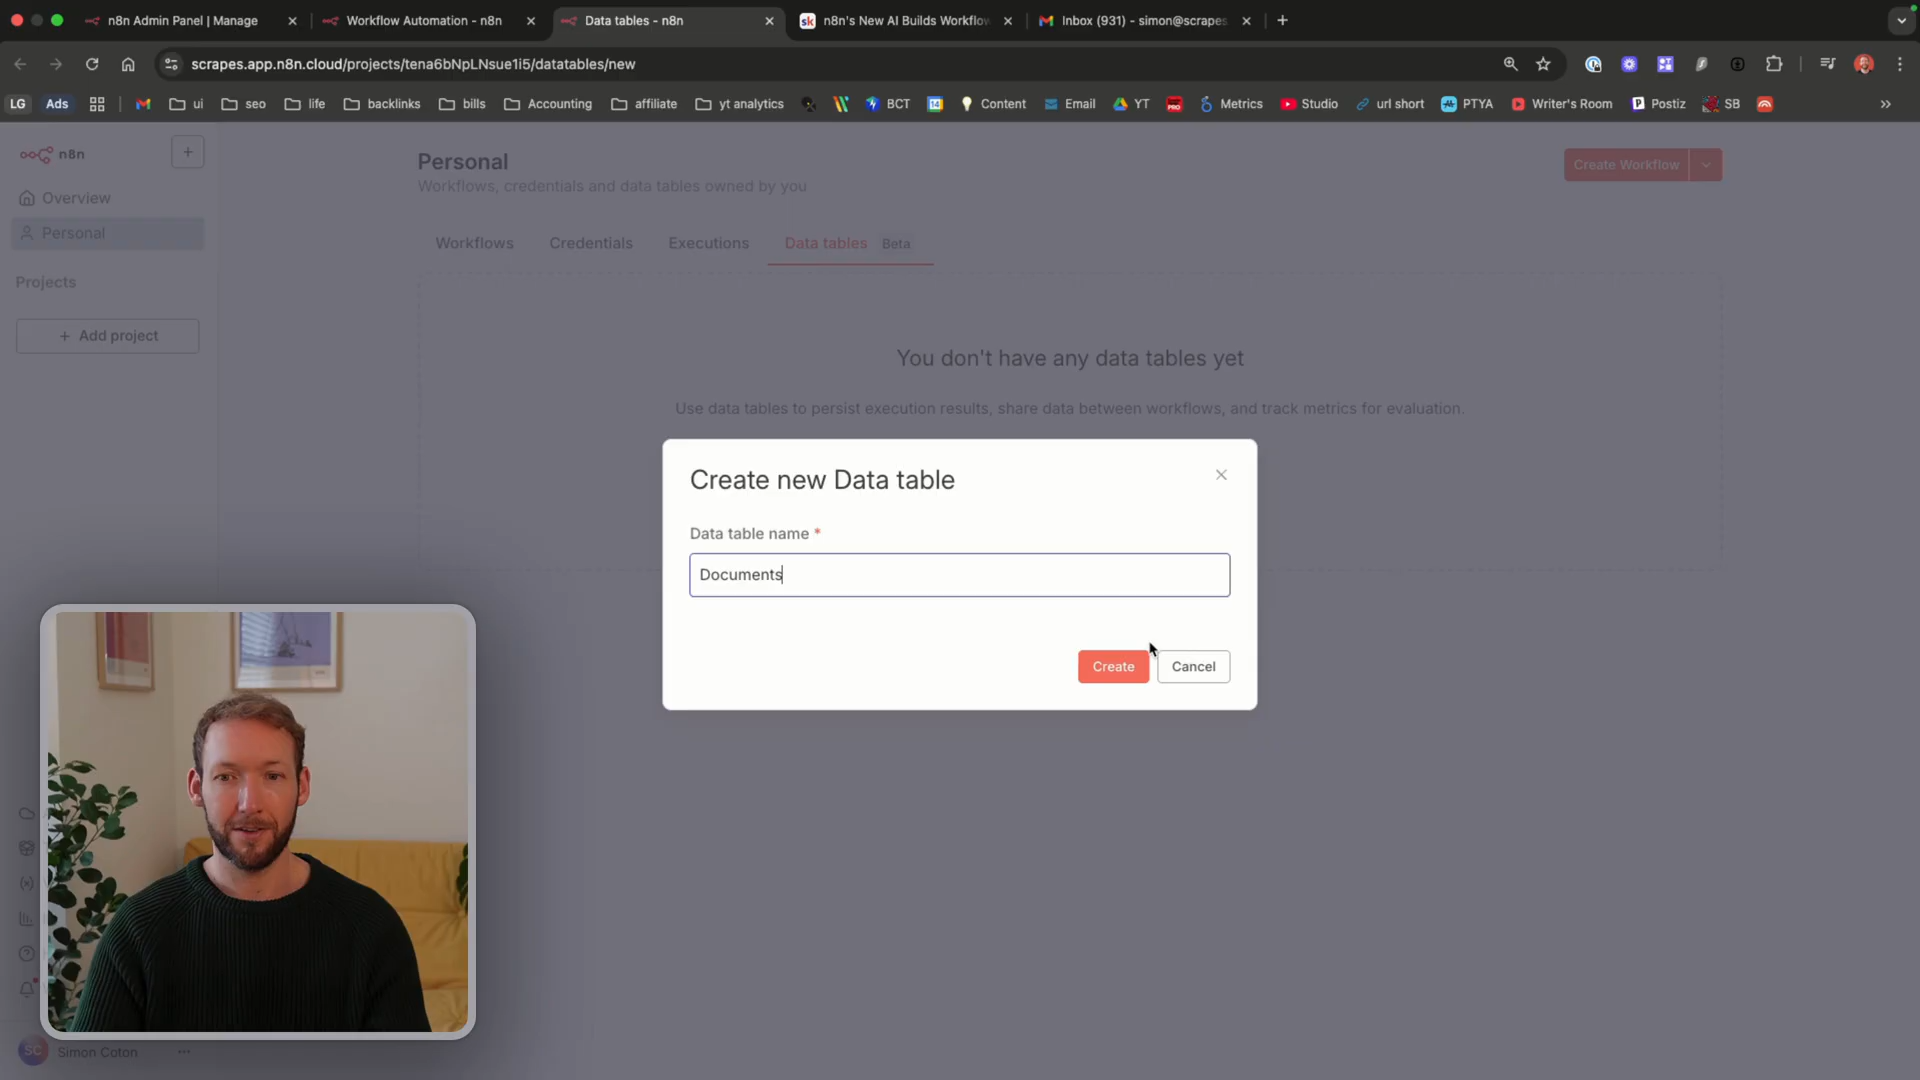 n8n Admin Panel | Manage
Workflow Automation - n8n
Data tables - n8n
sk
n8n's New AI Builds Workflow
Inbox (931) - simon@scrapes
scrapes.app.n8n.cloud/projects/tena6bNpLNsue1i5/datatables/new
LG
Ads
ui
seo
life
backlinks
bills
Accounting
affiliate
yt analytics
BCT
14
Content
Email
YT
PRO
Metrics
Studio
url short
PTYA
Writer's Room
Postiz
SB
n8n
Overview
Personal
Projects
Add project
Personal
Workflows, credentials and data tables owned by you
Create Workflow
Workflows
Credentials
Executions
Data tables
Beta
You don't have any data tables yet
Use data tables to persist execution results, share data between workflows, and track metrics for evaluation.
Create new Data table
Data table name *
Documents
Create
Cancel
SC
Simon Coton